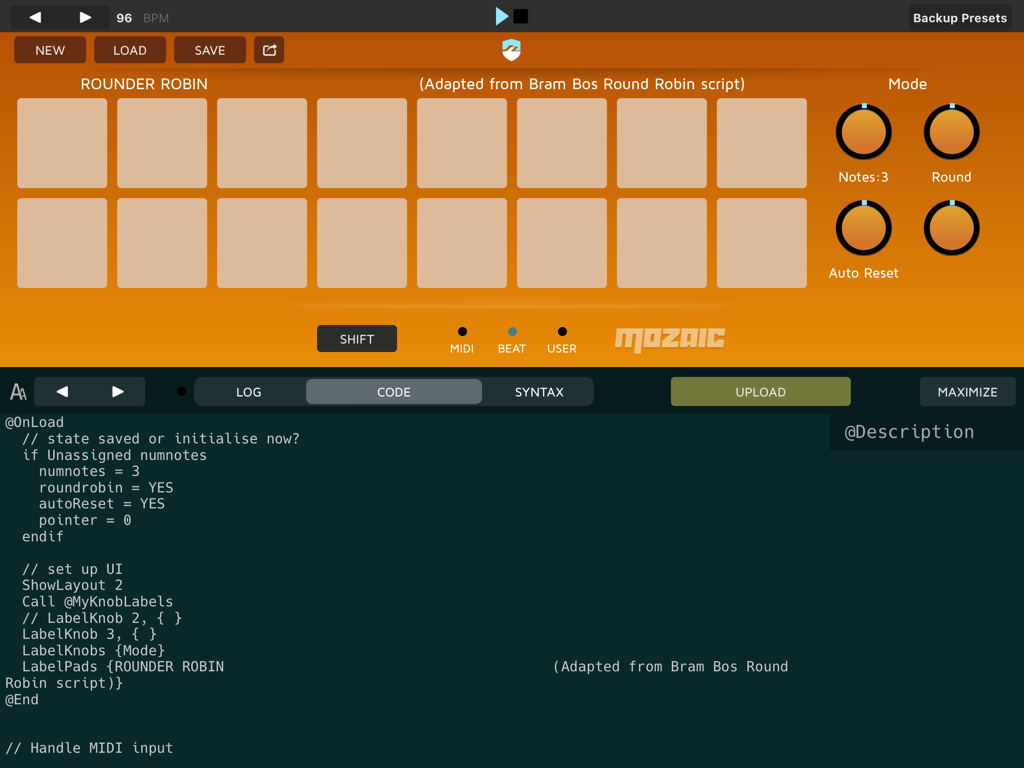 96 BPM
Backup Presets
NEW
LOAD
SAVE
ROUNDER ROBIN
(Adapted from Bram Bos Round Robin script)
Mode
Notes:3
Round
Auto Reset
SHIFT
MIDI
BEAT
USER
MOZAIC
AA
LOG
CODE
SYNTAX
UPLOAD
MAXIMIZE
@Description
@OnLoad
// state saved or initialise now?
if Unassigned numnotes
numnotes = 3
roundrobin = YES
autoReset = YES
pointer = 0
endif
// set up UI
ShowLayout 2
Call @MyKnobLabels
// LabelKnob 2, { }
LabelKnob 3, { }
LabelKnobs {Mode}
LabelPads {ROUNDER ROBIN (Adapted from Bram Bos Round
Robin script)}
@End
// Handle MIDI input